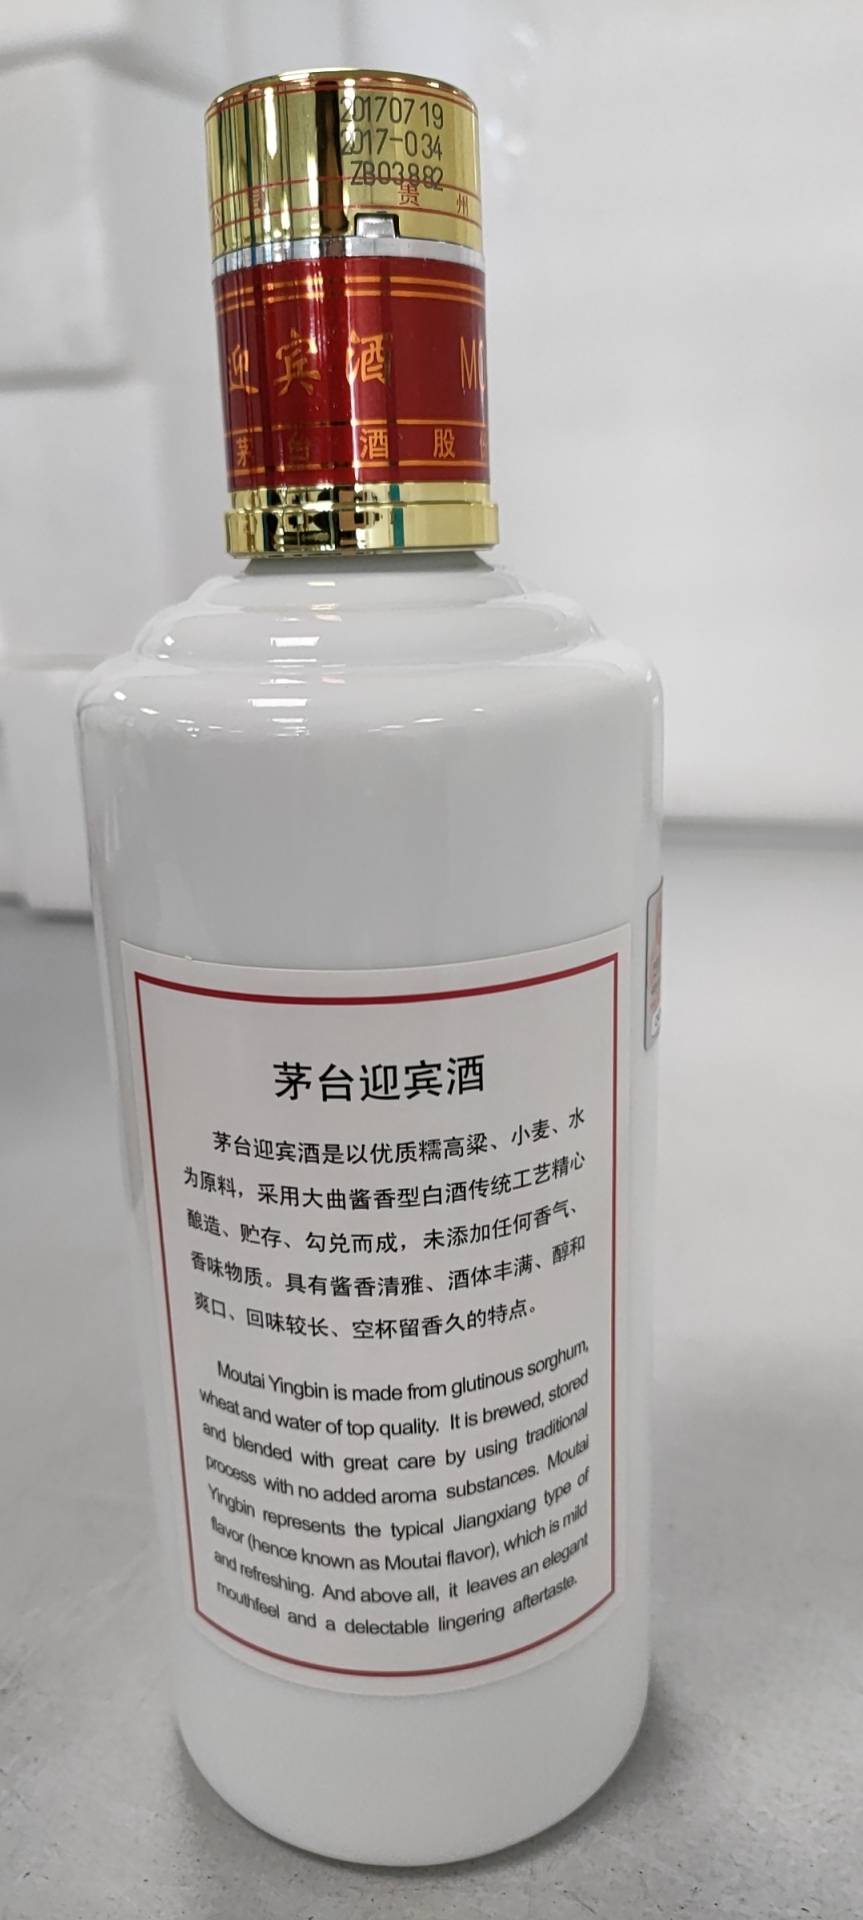 20170719
2017-034
ZB03882
贵州
迎宾酒 MO
茅台酒股
茅台迎宾酒
茅台迎宾酒是以优质糯高粱、小麦、水
为原料，采用大曲酱香型白酒传统工艺精心
酿造、贮存、勾兑而成，未添加任何香气、
香味物质。具有酱香清雅、酒体丰满、醇和
爽口、回味较长、空杯留香久的特点。
Moutai Yingbin is made from glutinous sorghum,
wheat and water of top quality. It is brewed, stored
and blended with great care by using traditional
process with no added aroma substances. Moutai
Yingbin represents the typical Jiangxiang type of
flavor (hence known as Moutai flavor), which is mild
and refreshing. And above all, it leaves an elegant
mouthfeel and a delectable lingering aftertaste.